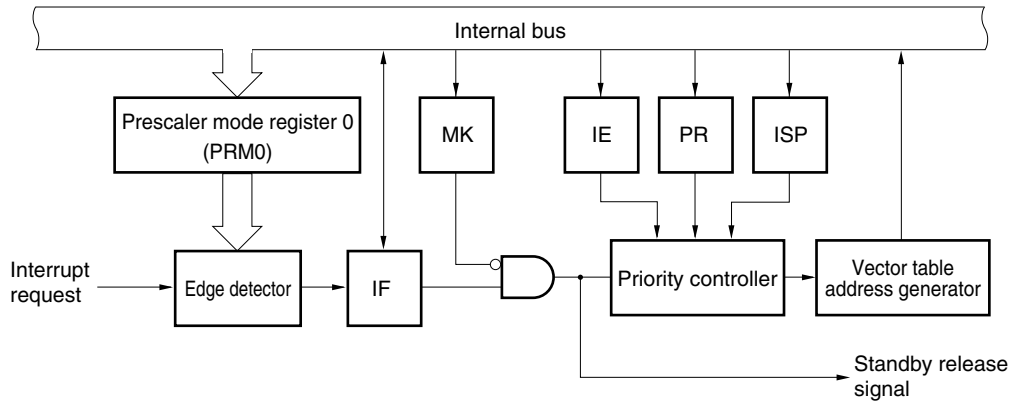 Internal bus
Prescaler mode register 0
(PRM0)
MK
IE
PR
ISP
Interrupt
request
Edge detector
IF
Priority controller
Vector table
address generator
Standby release
signal